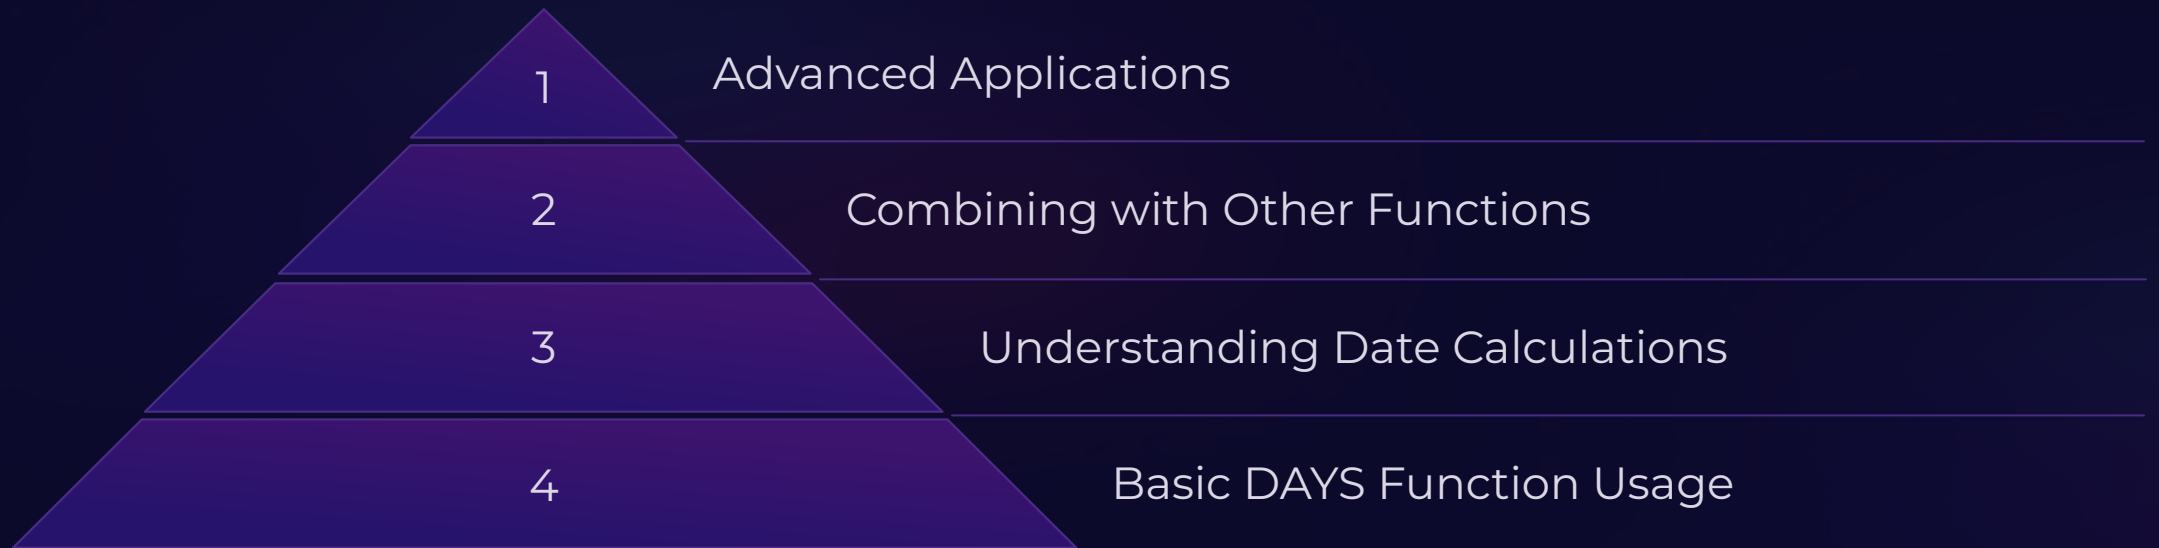 1
Advanced Applications
2
Combining with Other Functions
3
Understanding Date Calculations
4
Basic DAYS Function Usage